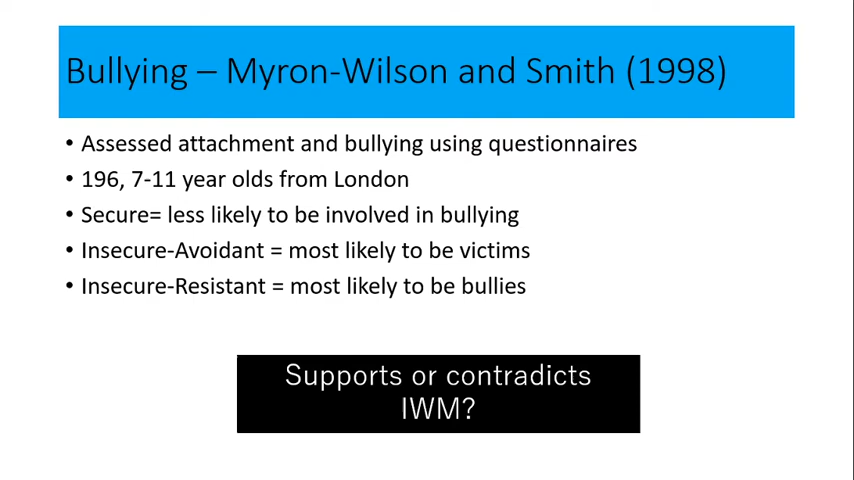 Bullying – Myron-Wilson and Smith (1998)
• Assessed attachment and bullying using questionnaires
• 196, 7-11 year olds from London
• Secure= less likely to be involved in bullying
• Insecure-Avoidant = most likely to be victims
• Insecure-Resistant = most likely to be bullies
Supports or contradicts
IWM?